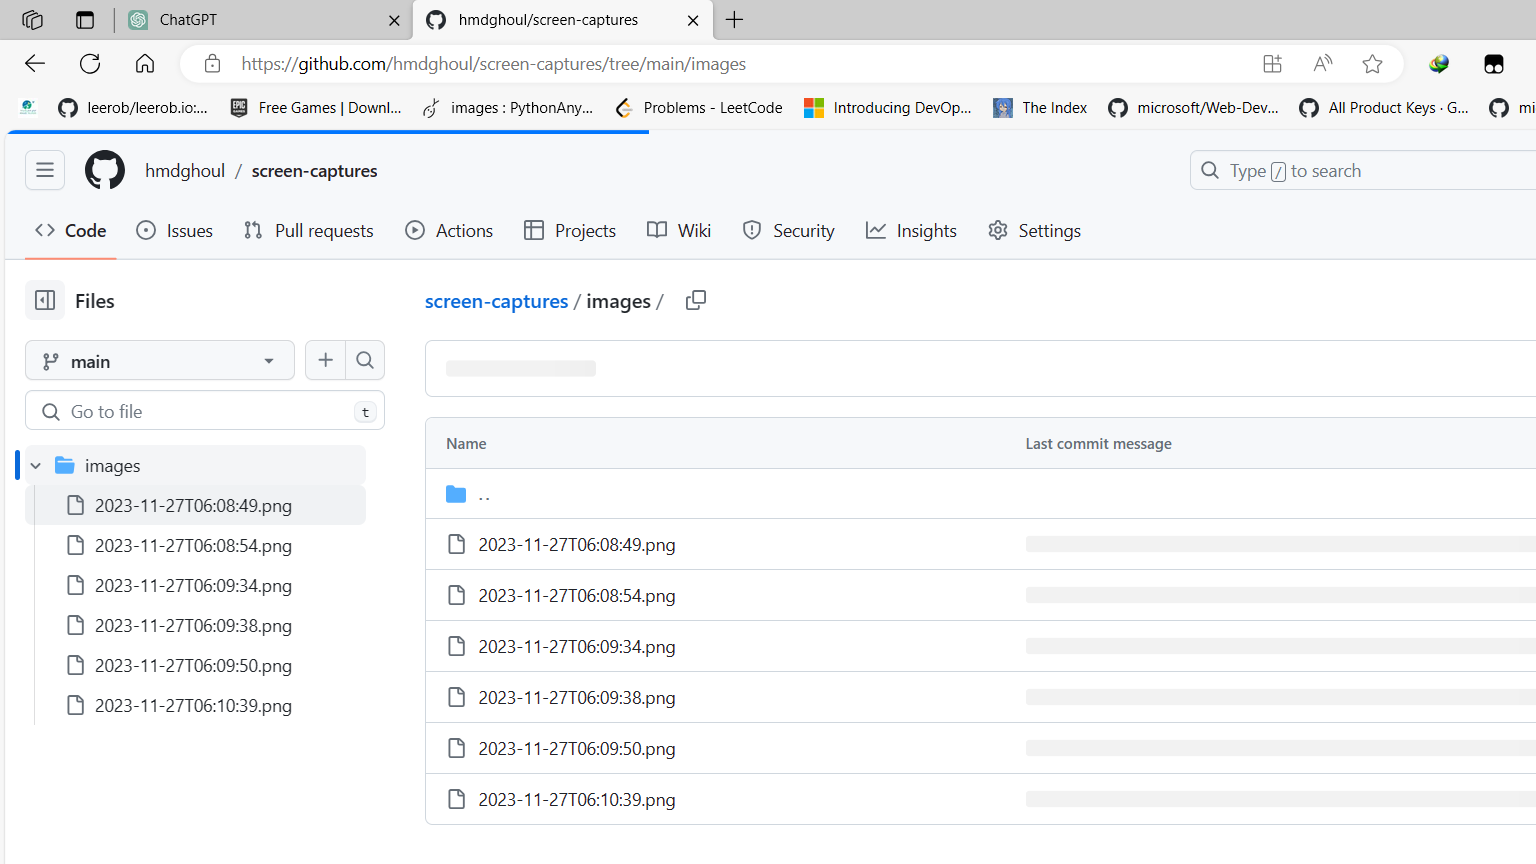 ChatGPT
hmdghoul/screen-captures
https://github.com/hmdghoul/screen-captures/tree/main/images
leerob/leerob.io:...
EPIC GAMES
Free Games | Downl...
images : PythonAny...
Problems - LeetCode
Introducing DevOp...
The Index
microsoft/Web-Dev...
All Product Keys · G...
mi
hmdghoul / screen-captures
Type / to search
Code Issues Pull requests Actions Projects Wiki Security Insights Settings
Files
main
Go to file t
images
2023-11-27T06:08:49.png
2023-11-27T06:08:54.png
2023-11-27T06:09:34.png
2023-11-27T06:09:38.png
2023-11-27T06:09:50.png
2023-11-27T06:10:39.png
screen-captures / images /
Name Last commit message
..
2023-11-27T06:08:49.png
2023-11-27T06:08:54.png
2023-11-27T06:09:34.png
2023-11-27T06:09:38.png
2023-11-27T06:09:50.png
2023-11-27T06:10:39.png